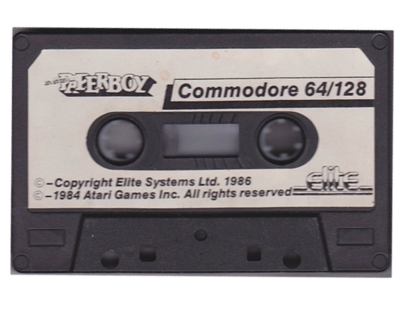 PAPERBOY
Commodore 64/128
©-Copyright Elite Systems Ltd. 1986
©-1984 Atari Games Inc. All rights reserved
elite